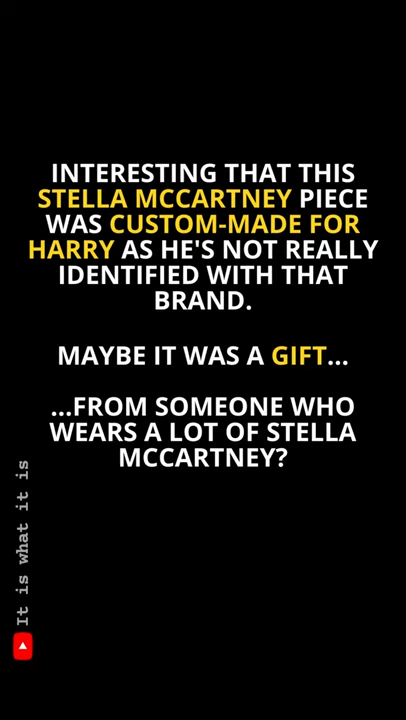 INTERESTING THAT THIS
STELLA MCCARTNEY PIECE
WAS CUSTOM-MADE FOR
HARRY AS HE'S NOT REALLY
IDENTIFIED WITH THAT
BRAND.
MAYBE IT WAS A GIFT...
...FROM SOMEONE WHO
WEARS A LOT OF STELLA
MCCARTNEY?
It is what it is